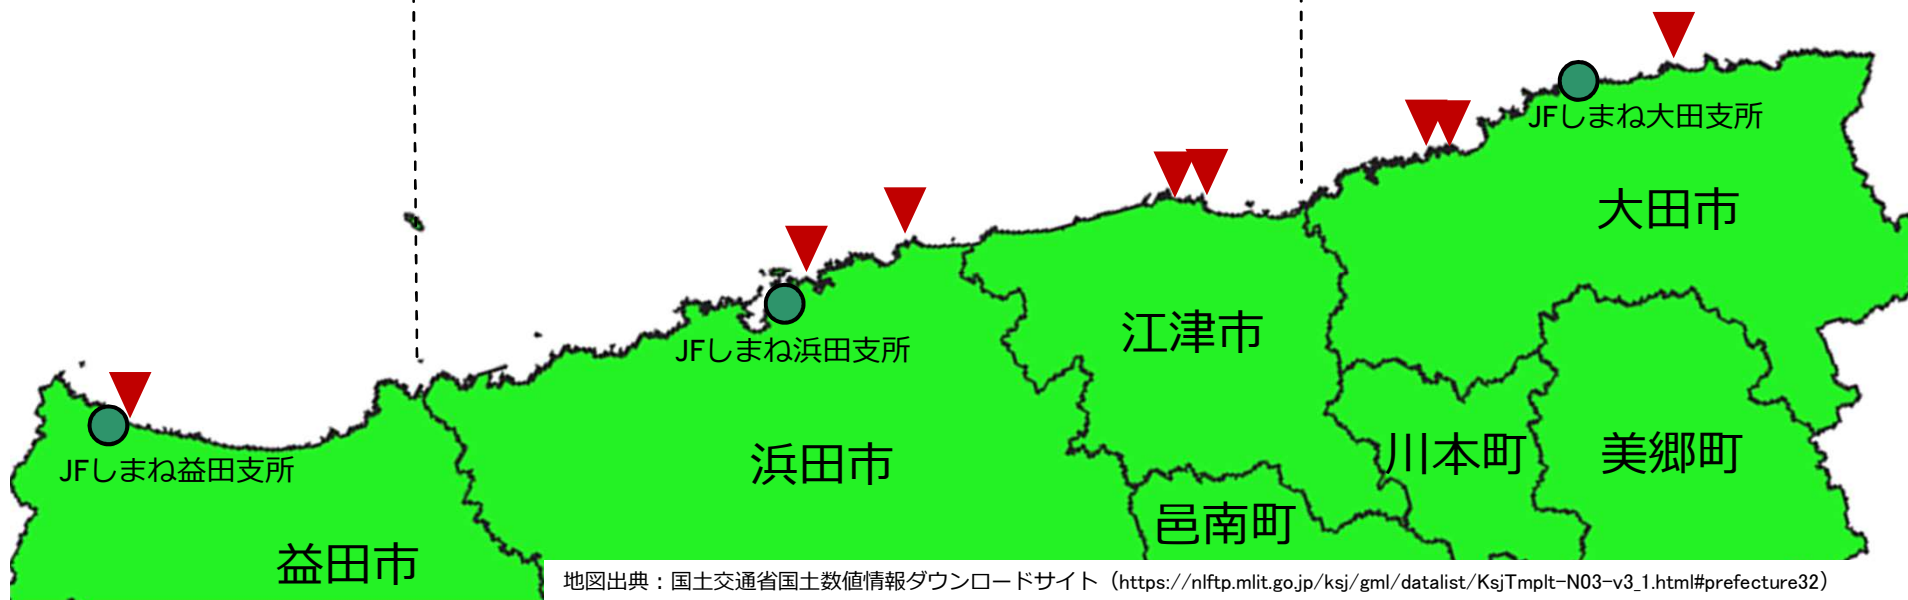 JFしまね大田支所
大田市
江津市
JFしまね浜田支所
浜田市
川本町
美郷町
JFしまね益田支所
邑南町
益田市
地図出典：国土交通省国土数値情報ダウンロードサイト（https://nlftp.mlit.go.jp/ksj/gml/datalist/KsjTmplt-N03-v3_1.html#prefecture32）